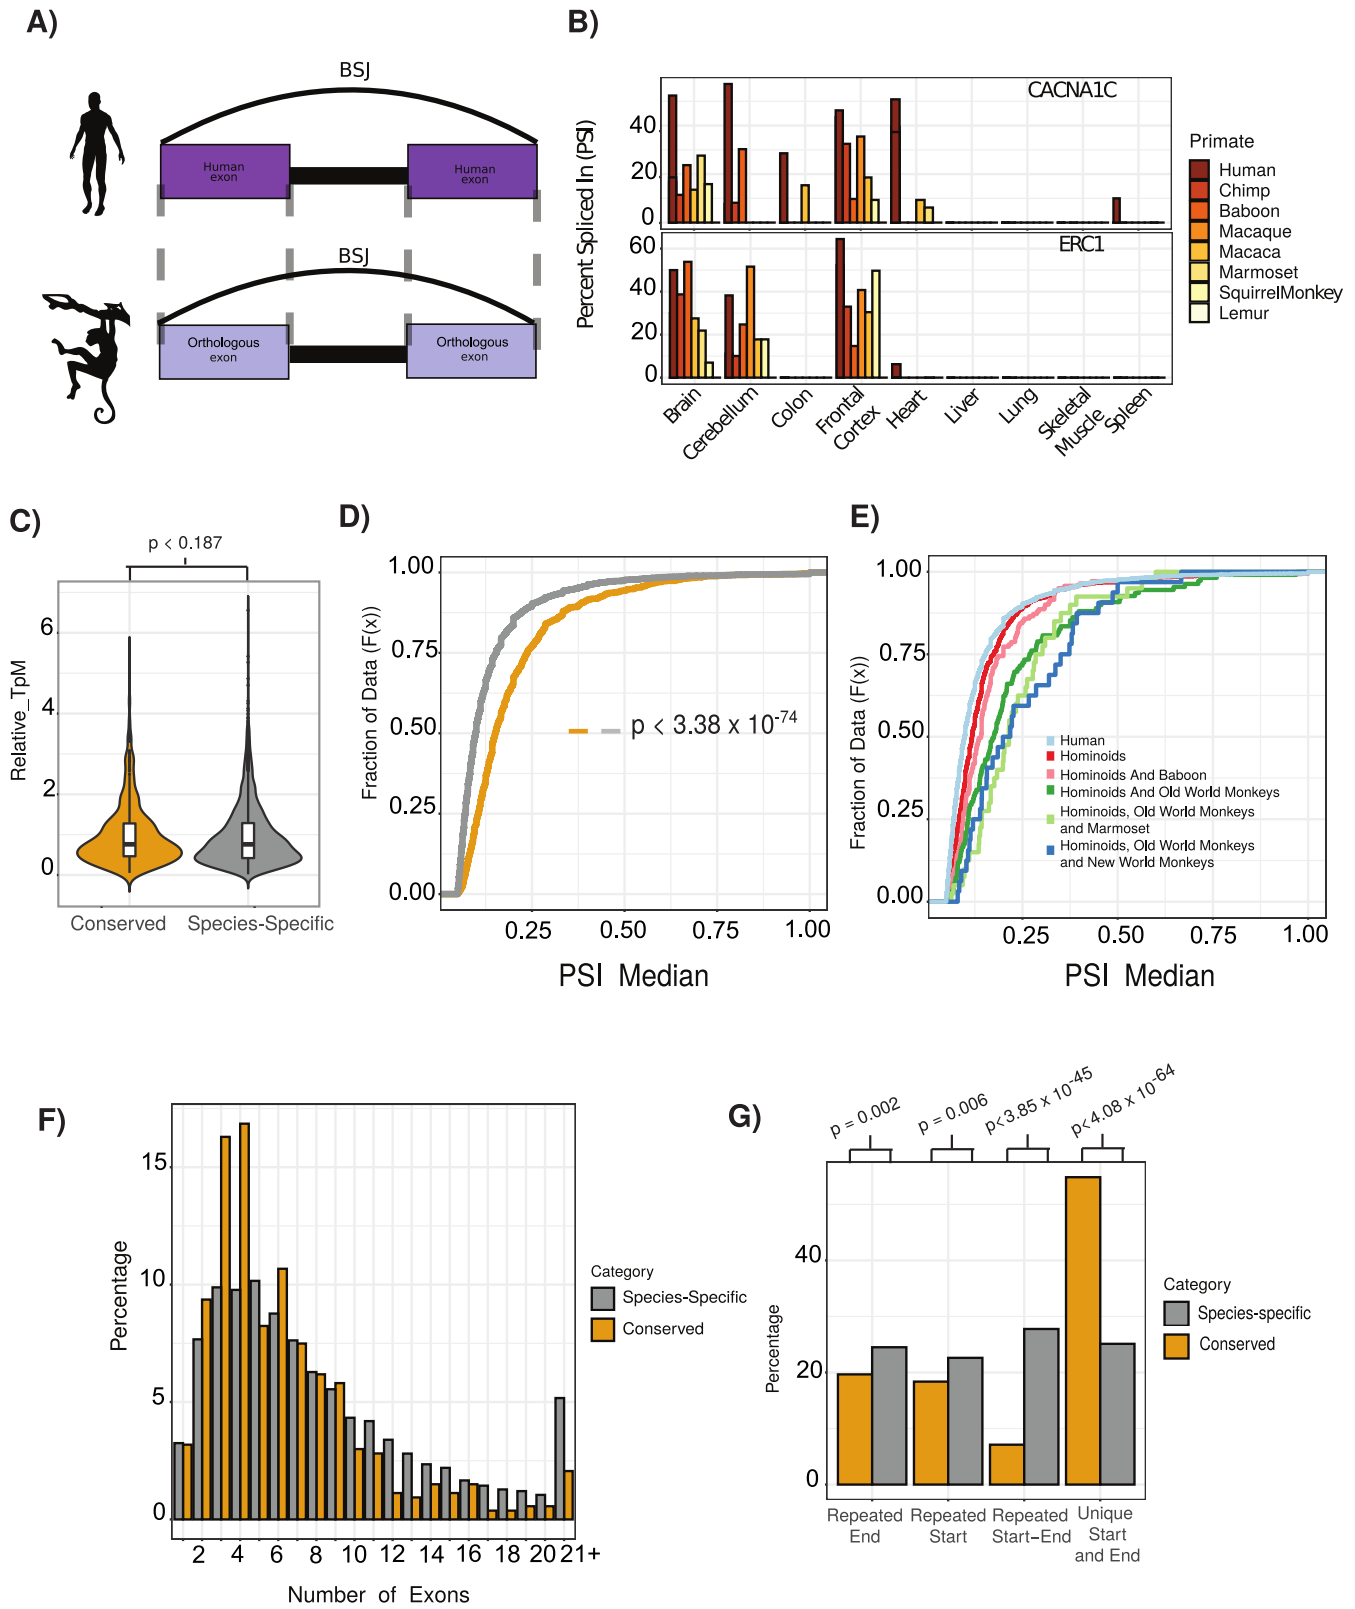 A)
BSJ
Human
exon
Human
exon
BSJ
Orthologous
exon
Orthologous
exon
B)
Percent Spliced In (PSI)
CACNA1C
40
20
0
ERC1
60
40
20
0
Brain
Cerebellum
Colon
Frontal
Cortex
Heart
Liver
Lung
Skeletal
Muscle
Spleen
Primate
Human
Chimp
Baboon
Macaque
Macaca
Marmoset
SquirrelMonkey
Lemur
C)
p < 0.187
Relative_TpM
6
4
2
0
Conserved
Species-Specific
D)
Fraction of Data (F(x))
1.00
0.75
0.50
0.25
0.00
p < 3.38 x 10-74
0.25
0.50
0.75
1.00
PSI Median
E)
Fraction of Data (F(x))
1.00
0.75
0.50
0.25
0.00
Human
Hominoids
Hominoids And Baboon
Hominoids And Old World Monkeys
Hominoids, Old World Monkeys
and Marmoset
Hominoids, Old World Monkeys
and New World Monkeys
0.25
0.50
0.75
1.00
PSI Median
F)
Percentage
15
10
5
0
2 4 6 8 10 12 14 16 18 20 21+
Number of Exons
Category
Species-Specific
Conserved
G)
p = 0.002
p = 0.006
p<3.85 x 10-45
p<4.08 x 10-64
Percentage
40
20
0
Repeated
End
Repeated
Start
Repeated
Start-End
Unique
Start
and End
Category
Species-specific
Conserved